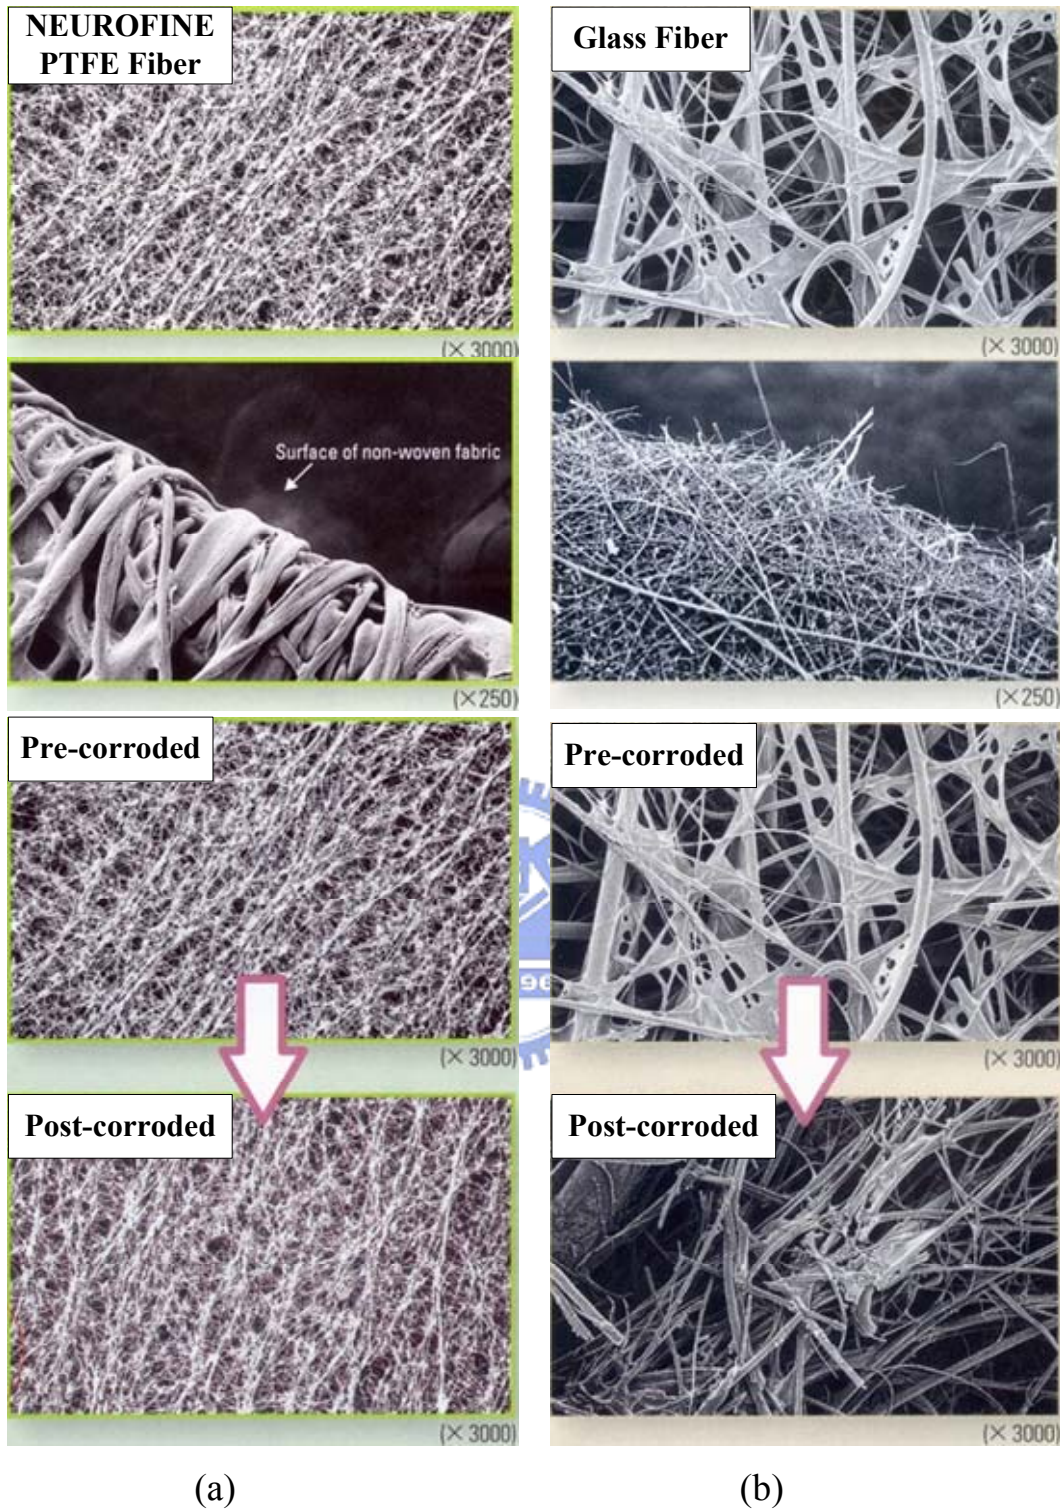 NEUROFINE
PTFE Fiber
(× 3000)
Surface of non-woven fabric
(×250)
Pre-corroded
(× 3000)
Post-corroded
(× 3000)
(a)
Glass Fiber
(× 3000)
(×250)
Pre-corroded
(× 3000)
Post-corroded
(× 3000)
(b)